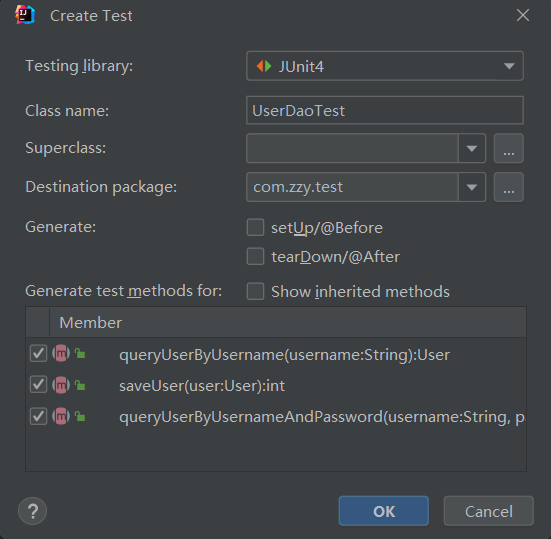 Create Test
Testing library: JUnit4
Class name: UserDaoTest
Superclass: ...
Destination package: com.zzy.test ...
Generate: setUp/@Before
tearDown/@After
Generate test methods for: Show inherited methods
Member
queryUserByUsername(username:String):User
saveUser(user:User):int
queryUserByUsernameAndPassword(username:String, pa
? OK Cancel